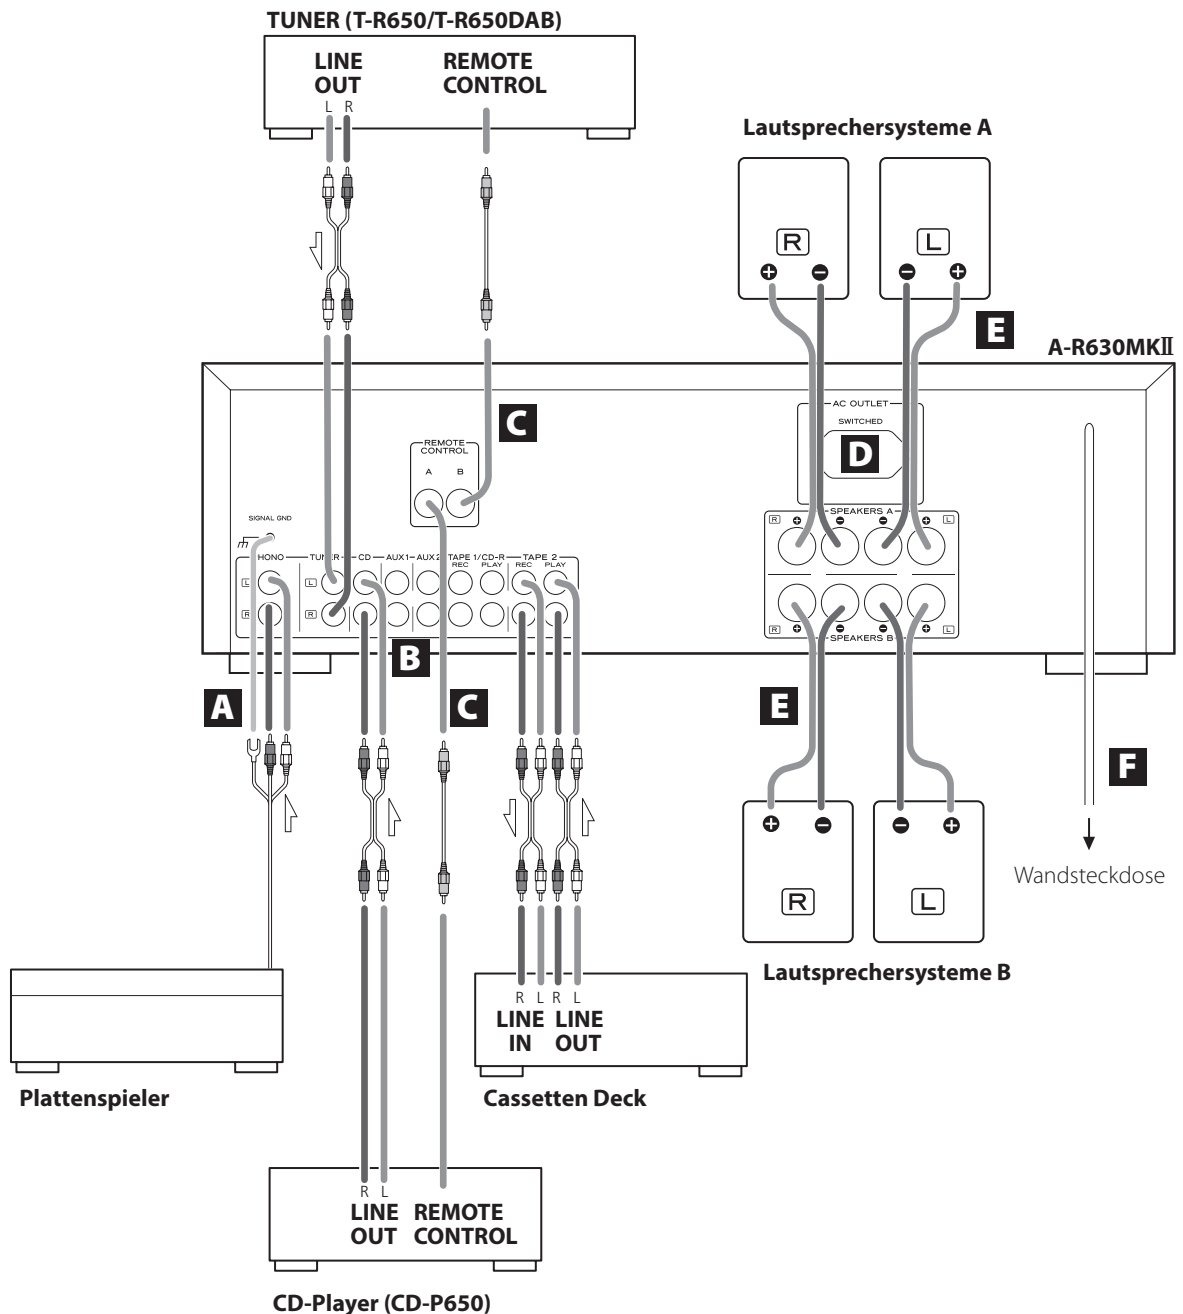 TUNER (T-R650/T-R650DAB)
LINE
OUT
L R
REMOTE
CONTROL
Lautsprechersysteme A
R
L
E
A-R630MKⅡ
AC OUTLET
SWITCHED
D
C
REMOTE
CONTROL
A B
SPEAKERS A
R
L
SIGNAL GND
HONO
TUNER
CD
AUX1
AUX2
TAPE 1/CD-R
REC PLAY
TAPE 2
REC PLAY
L
L
R
R
R
L
SPEAKERS B
B
A
C
E
F
R
L
Wandsteckdose
Lautsprechersysteme B
R L R L
LINE
IN
LINE
OUT
Plattenspieler
Cassetten Deck
R L
LINE
OUT
REMOTE
CONTROL
CD-Player (CD-P650)